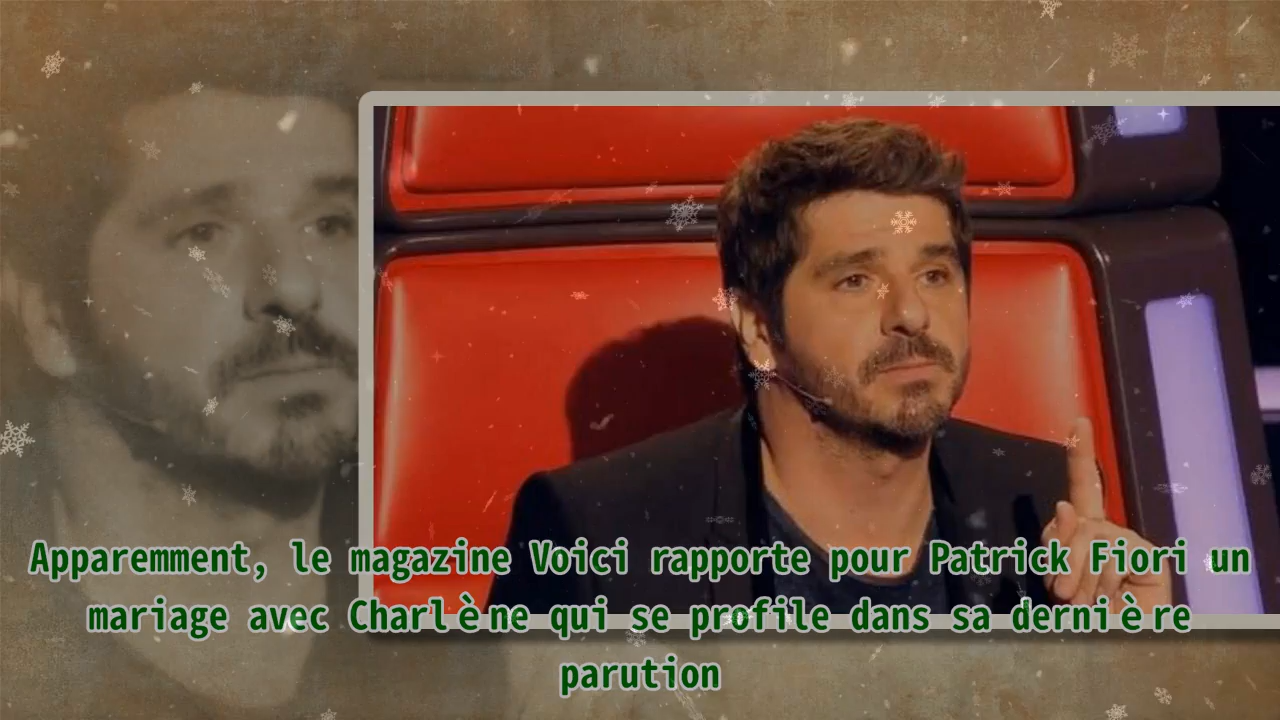 Apparemment, le magazine Voici rapporte pour Patrick Fiori un
mariage avec Charlène qui se profile dans sa dernière
parution